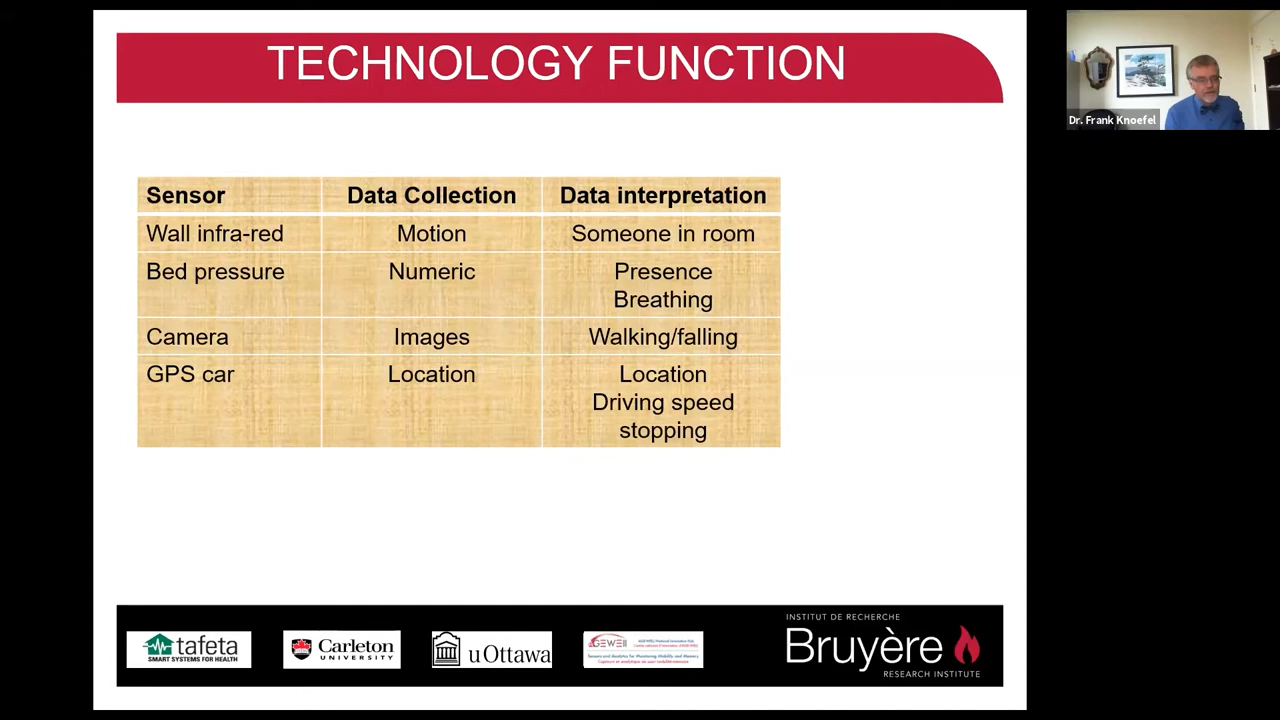 TECHNOLOGY FUNCTION
Dr. Frank Knoefel
Sensor Data Collection Data interpretation
Wall infra-red Motion Someone in room
Bed pressure Numeric Presence
Breathing
Camera Images Walking/falling
GPS car Location Location
Driving speed
stopping
tafeta
SMART SYSTEMS FOR HEALTH
Carleton
UNIVERSITY
uOttawa
INSTITUT DE RECHERCHE
Bruyère
RESEARCH INSTITUTE